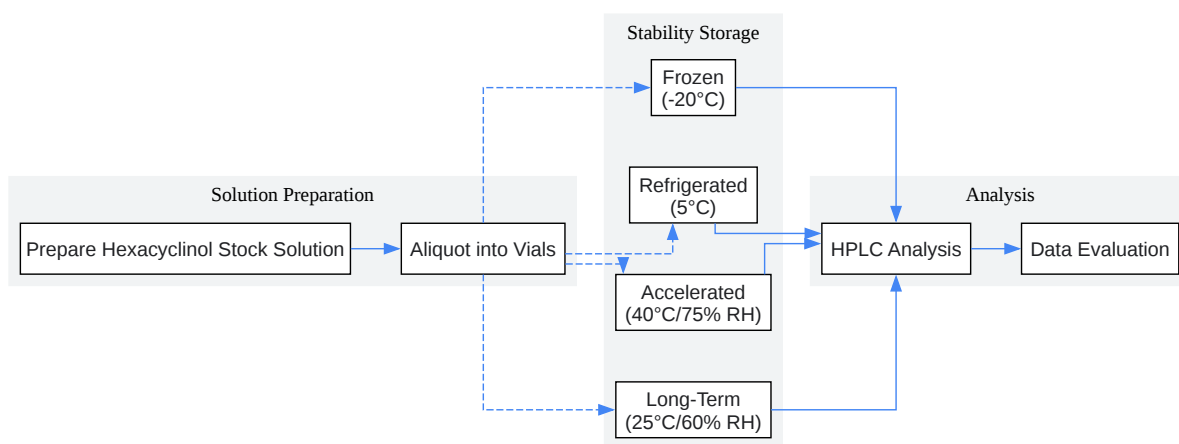 Stability Storage
Frozen
(-20°C)
Solution Preparation
Refrigerated
(5°C)
Analysis
Prepare Hexacyclinol Stock Solution
Aliquot into Vials
HPLC Analysis
Data Evaluation
Accelerated
(40°C/75% RH)
Long-Term
(25°C/60% RH)